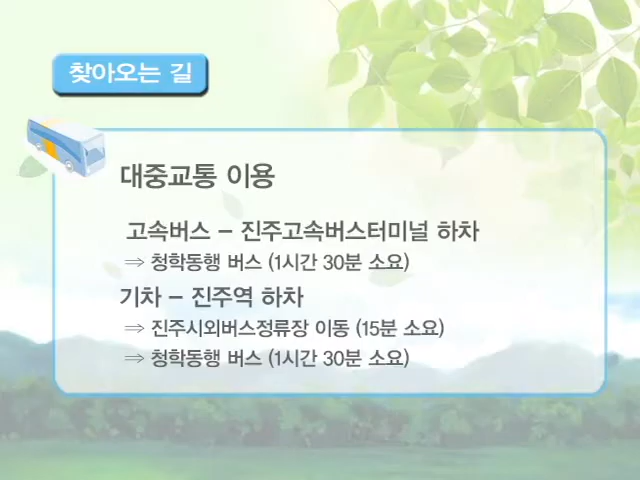 찾아오는 길
대중교통 이용
고속버스 – 진주고속버스터미널 하차
⇒ 청학동행 버스 (1시간 30분 소요)
기차 – 진주역 하차
⇒ 진주시외버스정류장 이동 (15분 소요)
⇒ 청학동행 버스 (1시간 30분 소요)